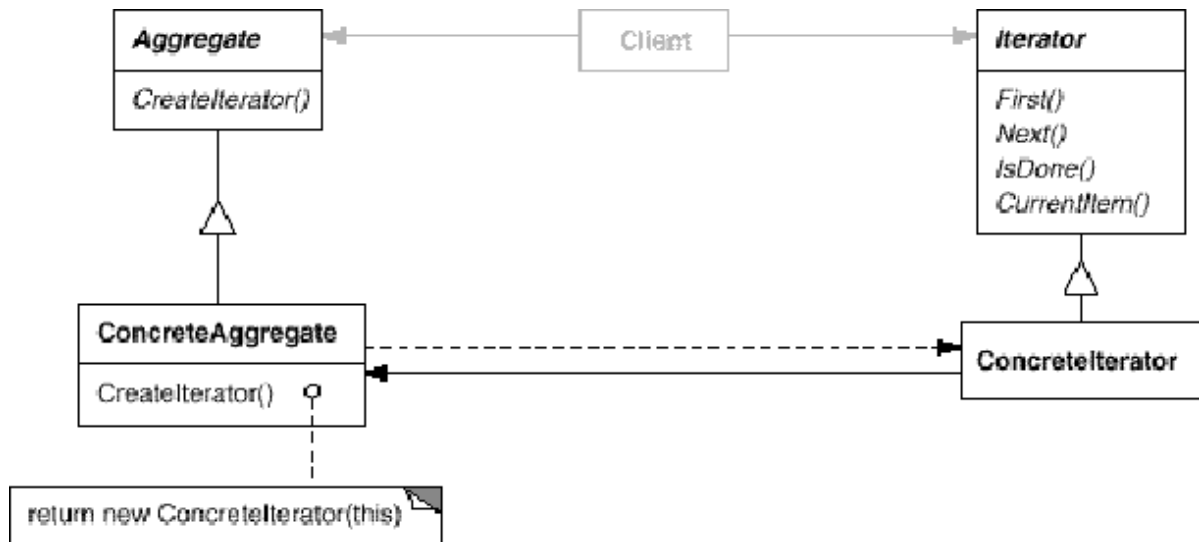 Aggregate
CreateIterator()
Client
Iterator
First()
Next()
IsDone()
CurrentItem()
ConcreteAggregate
CreateIterator()
ConcreteIterator
return new ConcreteIterator(this)